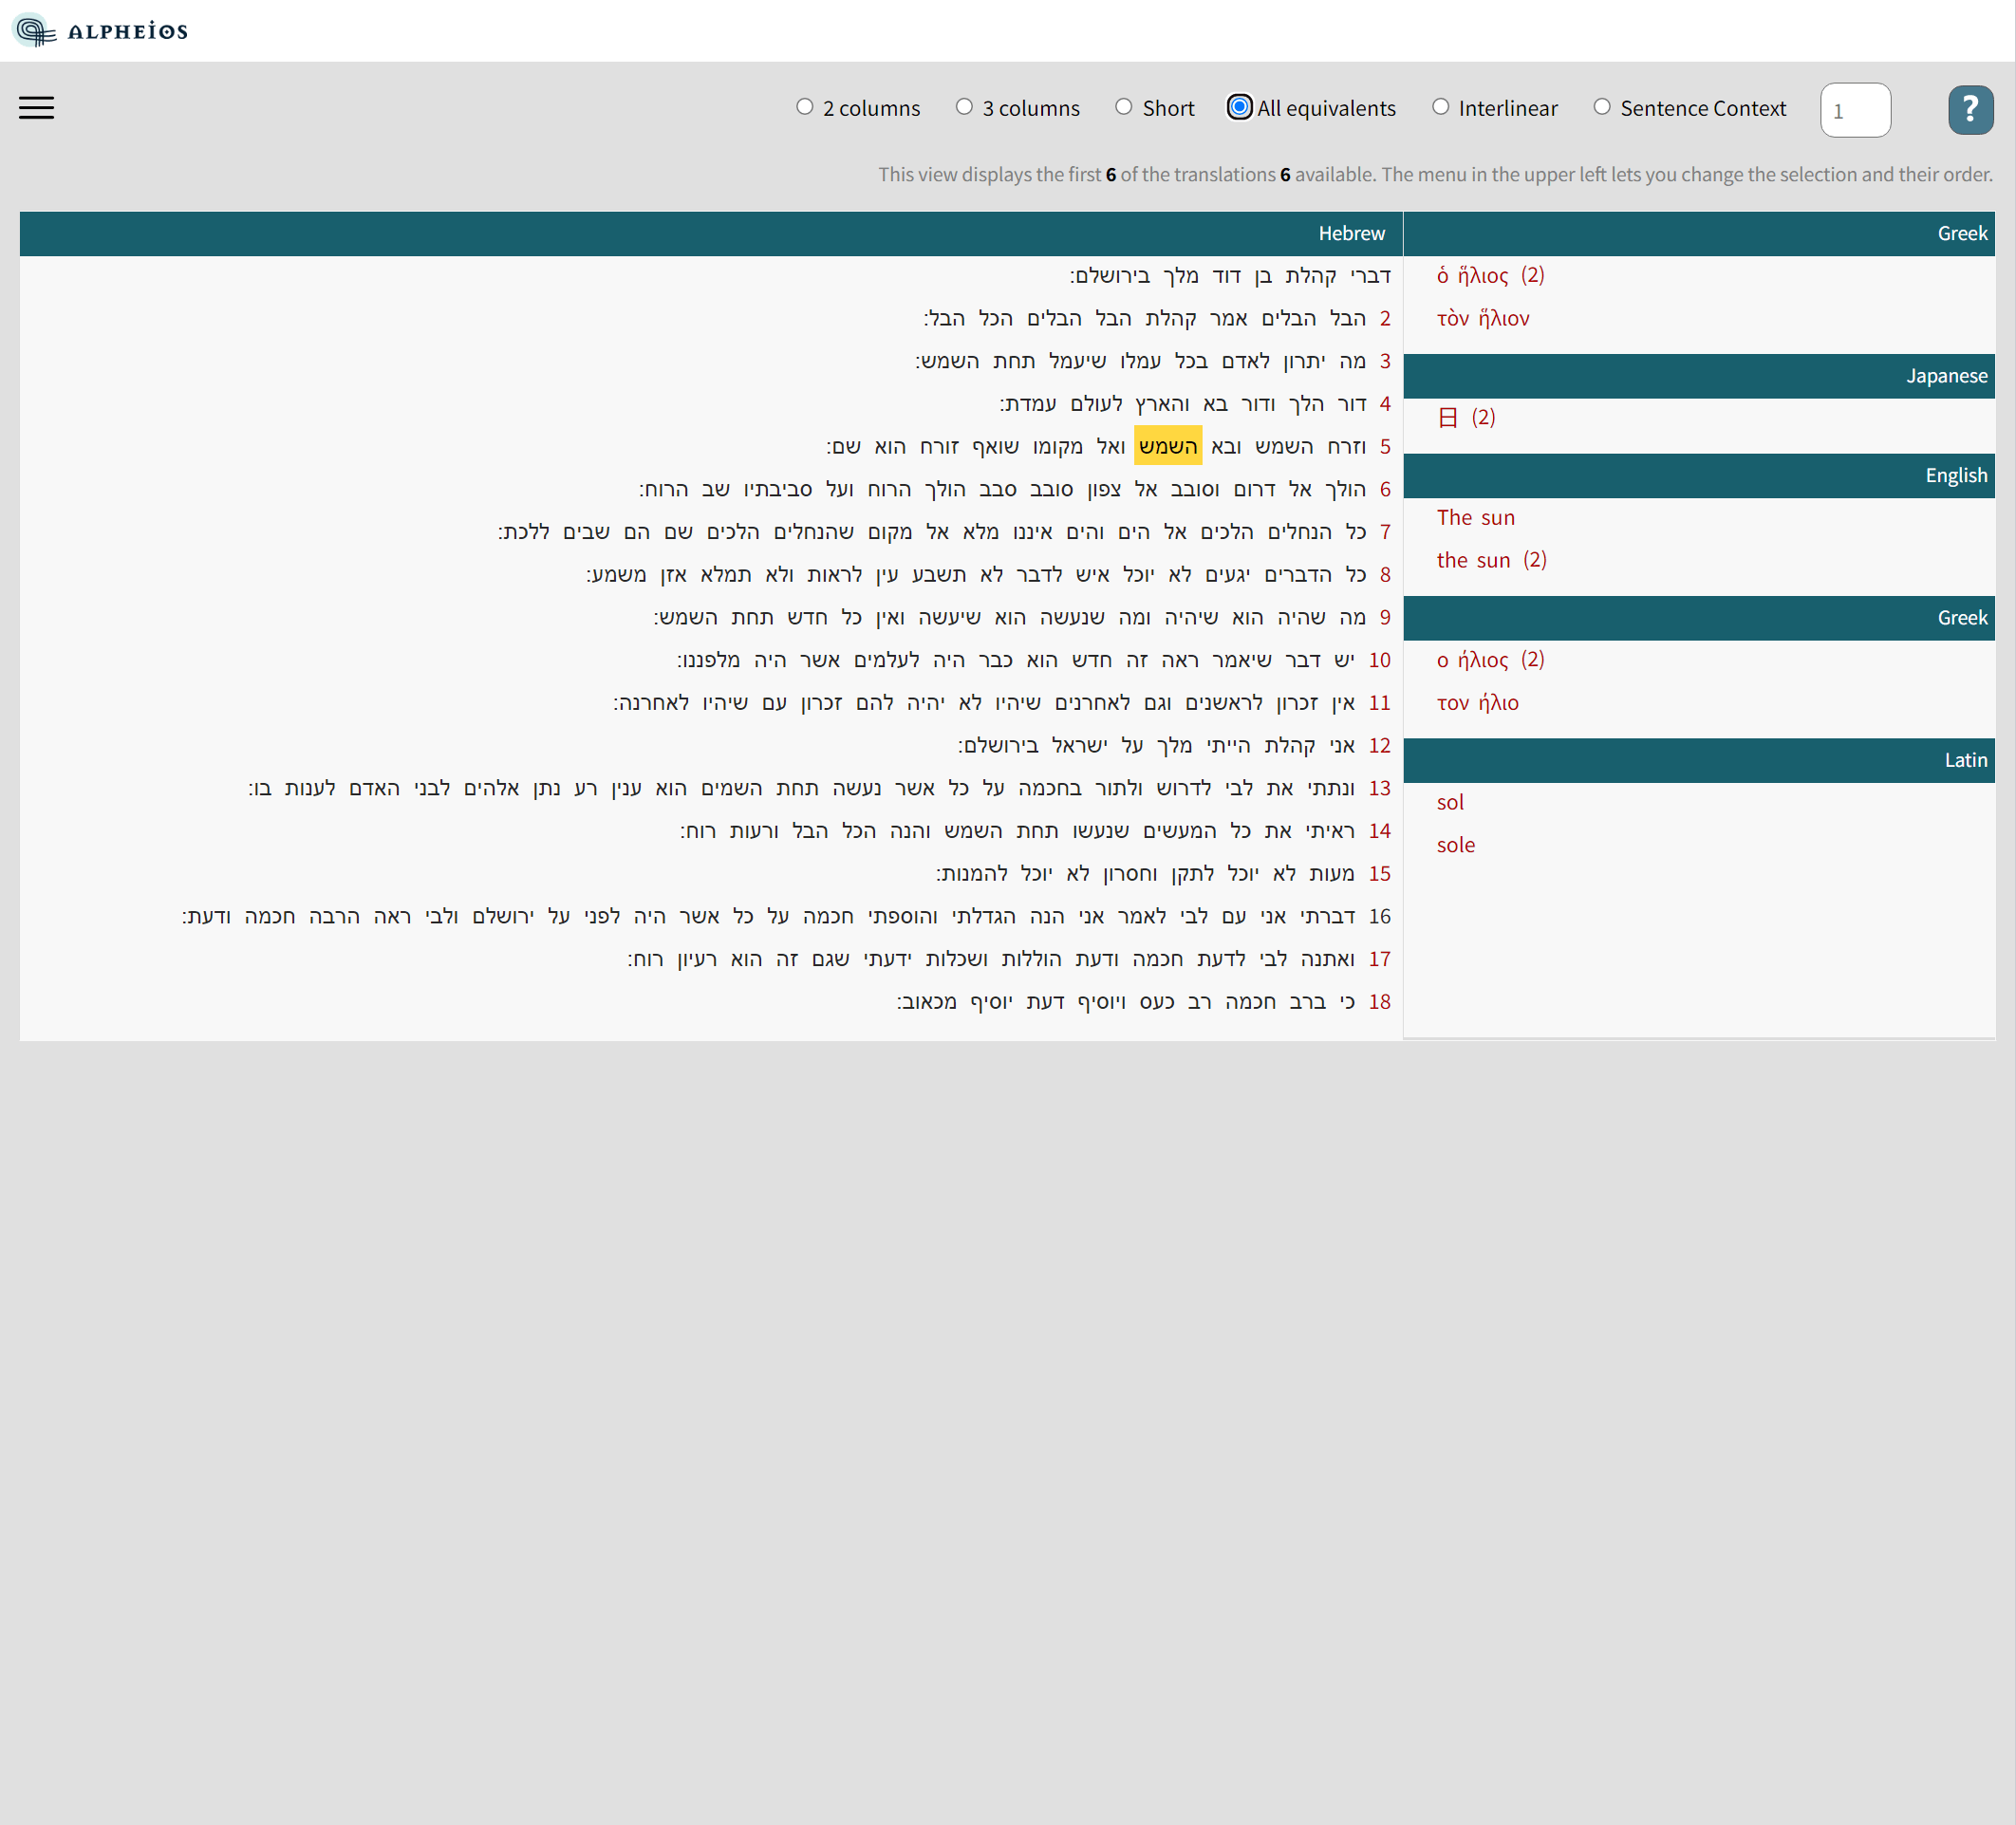 ALPHEIOS
2 columns 3 columns Short All equivalents Interlinear Sentence Context 1 ?
This view displays the first 6 of the translations 6 available. The menu in the upper left lets you change the selection and their order.
Hebrew
דברי קהלת בן דוד מלך בירושלם:
2 הבל הבלים אמר קהלת הבל הבלים הכל הבל:
3 מה יתרון לאדם בכל עמלו שיעמל תחת השמש:
4 דור הלך ודור בא והארץ לעולם עמדת:
5 וזרח השמש ובא השמש ואל מקומו שואף זורח הוא שם:
6 הולך אל דרום וסובב אל צפון סובב סבב הולך הרוח ועל סביבתיו שב הרוח:
7 כל הנחלים הלכים אל הים והים איננו מלא אל מקום שהנחלים הלכים שם הם שבים ללכת:
8 כל הדברים יגעים לא יוכל איש לדבר לא תשבע עין לראות ולא תמלא אזן משמע:
9 מה שהיה הוא שיהיה ומה שנעשה הוא שיעשה ואין כל חדש תחת השמש:
10 יש דבר שיאמר ראה זה חדש הוא כבר היה לעלמים אשר היה מלפננו:
11 אין זכרון לראשנים וגם לאחרנים שיהיו לא יהיה להם זכרון עם שיהיו לאחרנה:
12 אני קהלת הייתי מלך על ישראל בירושלם:
13 ונתתי את לבי לדרוש ולתור בחכמה על כל אשר נעשה תחת השמים הוא ענין רע נתן אלהים לבני האדם לענות בו:
14 ראיתי את כל המעשים שנעשו תחת השמש והנה הכל הבל ורעות רוח:
15 מעות לא יוכל לתקן וחסרון לא יוכל להמנות:
16 דברתי אני עם לבי לאמר אני הנה הגדלתי והוספתי חכמה על כל אשר היה לפני על ירושלם ולבי ראה הרבה חכמה ודעת:
17 ואתנה לבי לדעת חכמה ודעת הוללות ושכלות ידעתי שגם זה הוא רעיון רוח:
18 כי ברב חכמה רב כעס ויוסיף דעת יוסיף מכאוב:
Greek
ὁ ἥλιος (2)
τὸν ἥλιον
Japanese
日 (2)
English
The sun
the sun (2)
Greek
ο ήλιος (2)
τον ήλιο
Latin
sol
sole